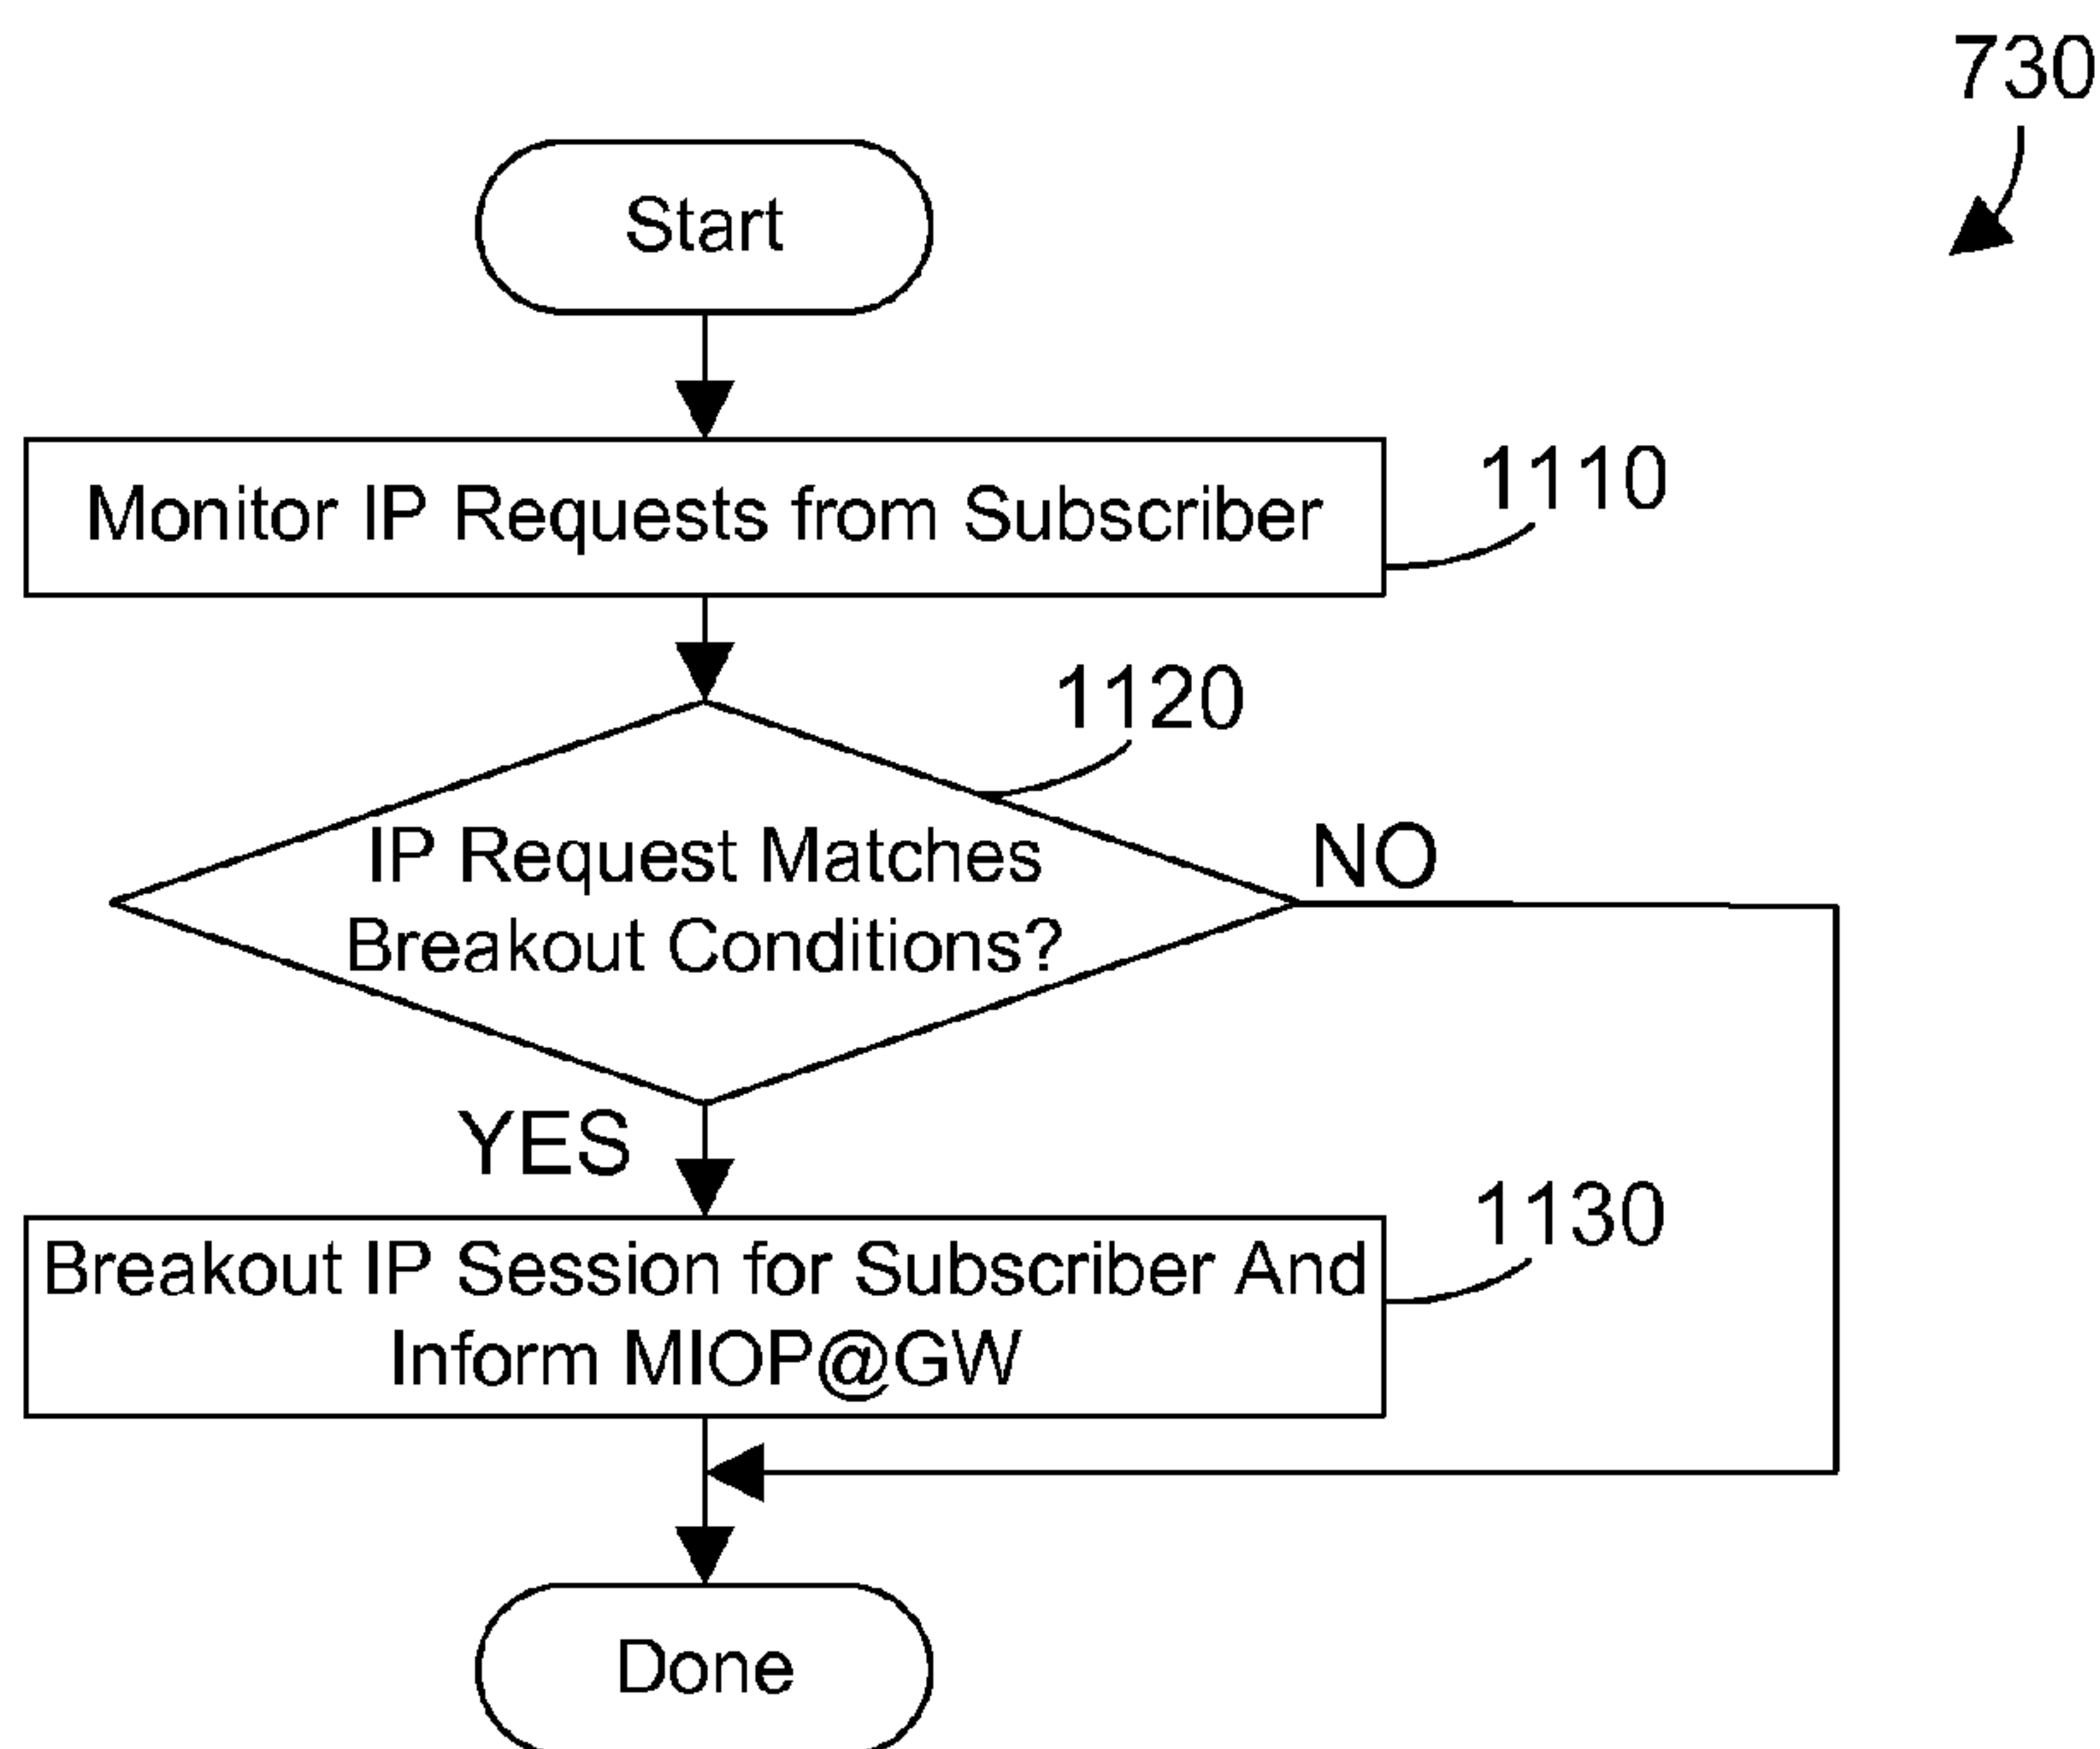 730
Start
Monitor IP Requests from Subscriber
1110
1120
IP Request Matches
Breakout Conditions?
NO
YES
Breakout IP Session for Subscriber And
Inform MIOP@GW
1130
Done